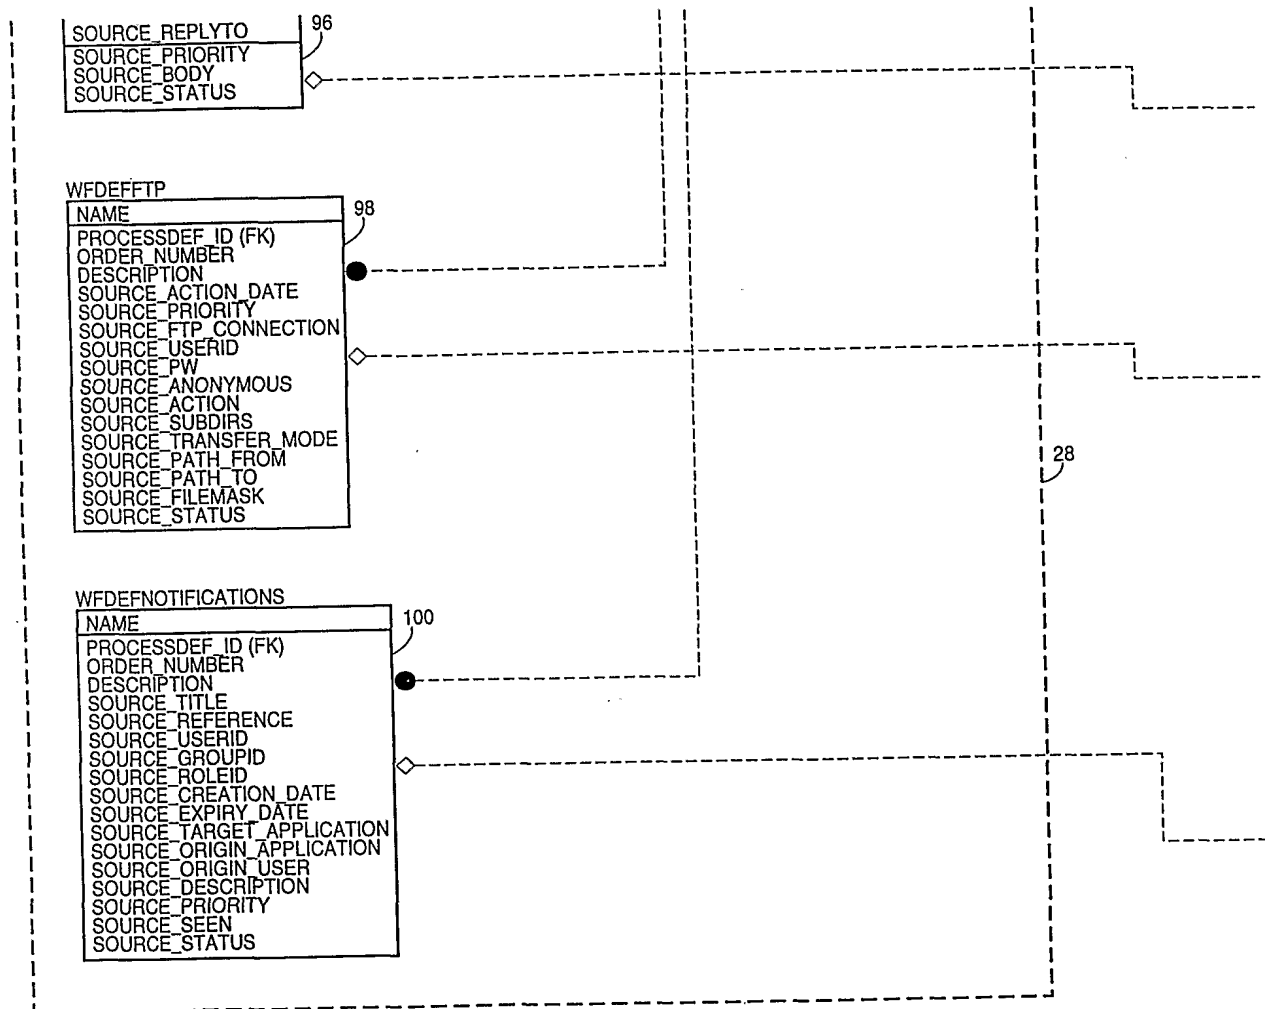 SOURCE_REPLYTO
96
SOURCE_PRIORITY
SOURCE_BODY
SOURCE_STATUS
WFDEFFTP
NAME
98
PROCESSDEF_ID (FK)
ORDER_NUMBER
DESCRIPTION
SOURCE_ACTION_DATE
SOURCE_PRIORITY
SOURCE_FTP_CONNECTION
SOURCE_USERID
SOURCE_PW
SOURCE_ANONYMOUS
SOURCE_ACTION
SOURCE_SUBDIRS
SOURCE_TRANSFER_MODE
SOURCE_PATH_FROM
SOURCE_PATH_TO
SOURCE_FILEMASK
SOURCE_STATUS
28
WFDEFNOTIFICATIONS
NAME
100
PROCESSDEF_ID (FK)
ORDER_NUMBER
DESCRIPTION
SOURCE_TITLE
SOURCE_REFERENCE
SOURCE_USERID
SOURCE_GROUPID
SOURCE_ROLEID
SOURCE_CREATION_DATE
SOURCE_EXPIRY_DATE
SOURCE_TARGET_APPLICATION
SOURCE_ORIGIN_APPLICATION
SOURCE_ORIGIN_USER
SOURCE_DESCRIPTION
SOURCE_PRIORITY
SOURCE_SEEN
SOURCE_STATUS